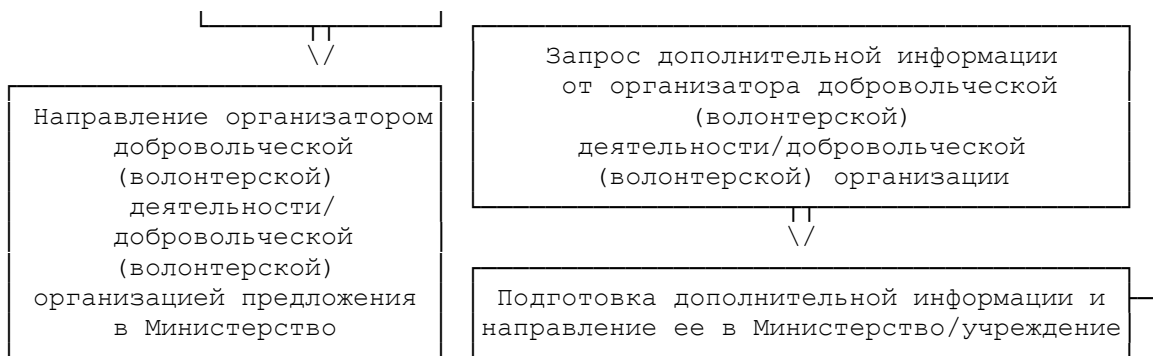 Направление организатором
добровольческой
(волонтерской)
деятельности/
добровольческой
(волонтерской)
организацией предложения
в Министерство
Запрос дополнительной информации
от организатора добровольческой
(волонтерской)
деятельности/добровольческой
(волонтерской) организации
Подготовка дополнительной информации и
направление ее в Министерство/учреждение